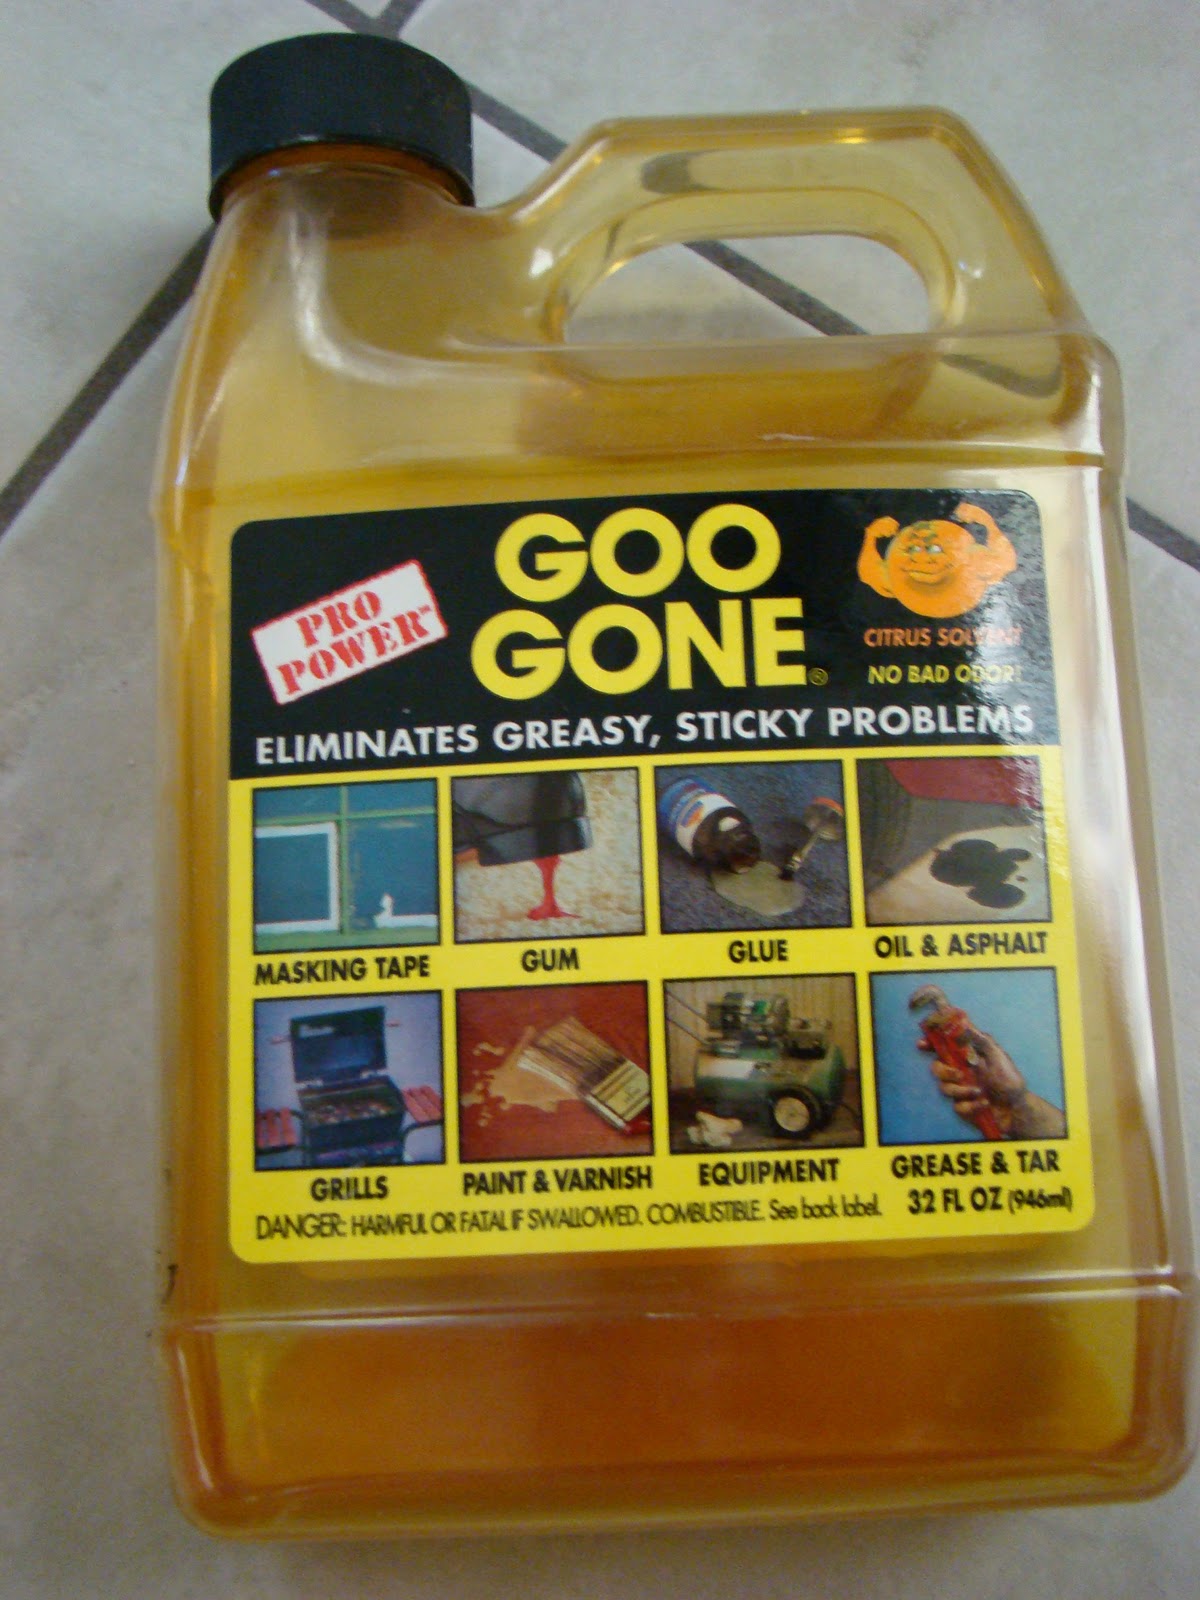 PRO
POWER™
GOO
GONE®
CITRUS SOLVENT
NO BAD ODOR!
ELIMINATES GREASY, STICKY PROBLEMS
MASKING TAPE
GUM
GLUE
OIL & ASPHALT
GRILLS
PAINT & VARNISH
EQUIPMENT
GREASE & TAR
DANGER: HARMFUL OR FATAL IF SWALLOWED. COMBUSTIBLE. See back label.
32 FL OZ (946ml)